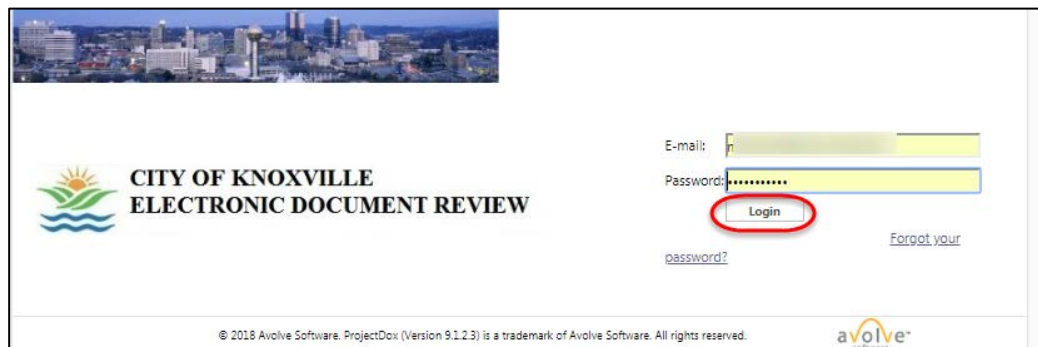 E-mail:
CITY OF KNOXVILLE
ELECTRONIC DOCUMENT REVIEW
Password:
Login
Forgot your
password?
© 2018 Avolve Software. ProjectDox (Version 9.1.2.3) is a trademark of Avolve Software. All rights reserved.
avolve
software